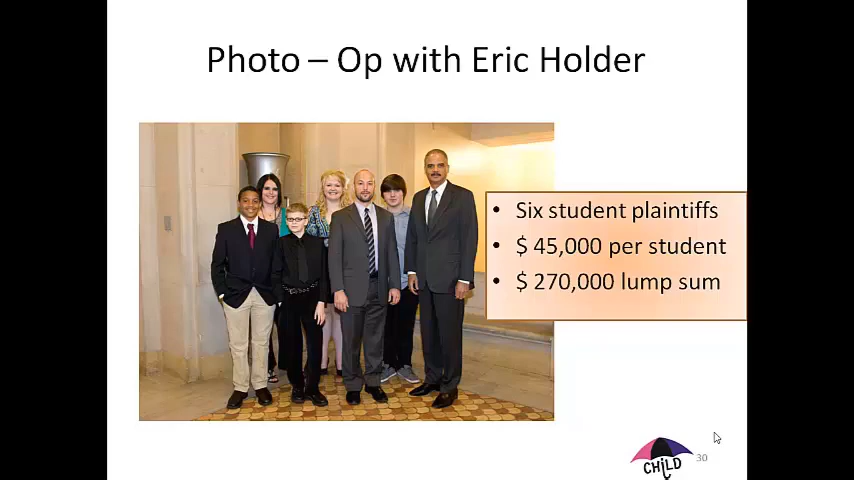 Photo – Op with Eric Holder
• Six student plaintiffs
• $ 45,000 per student
• $ 270,000 lump sum
CHiLD
30